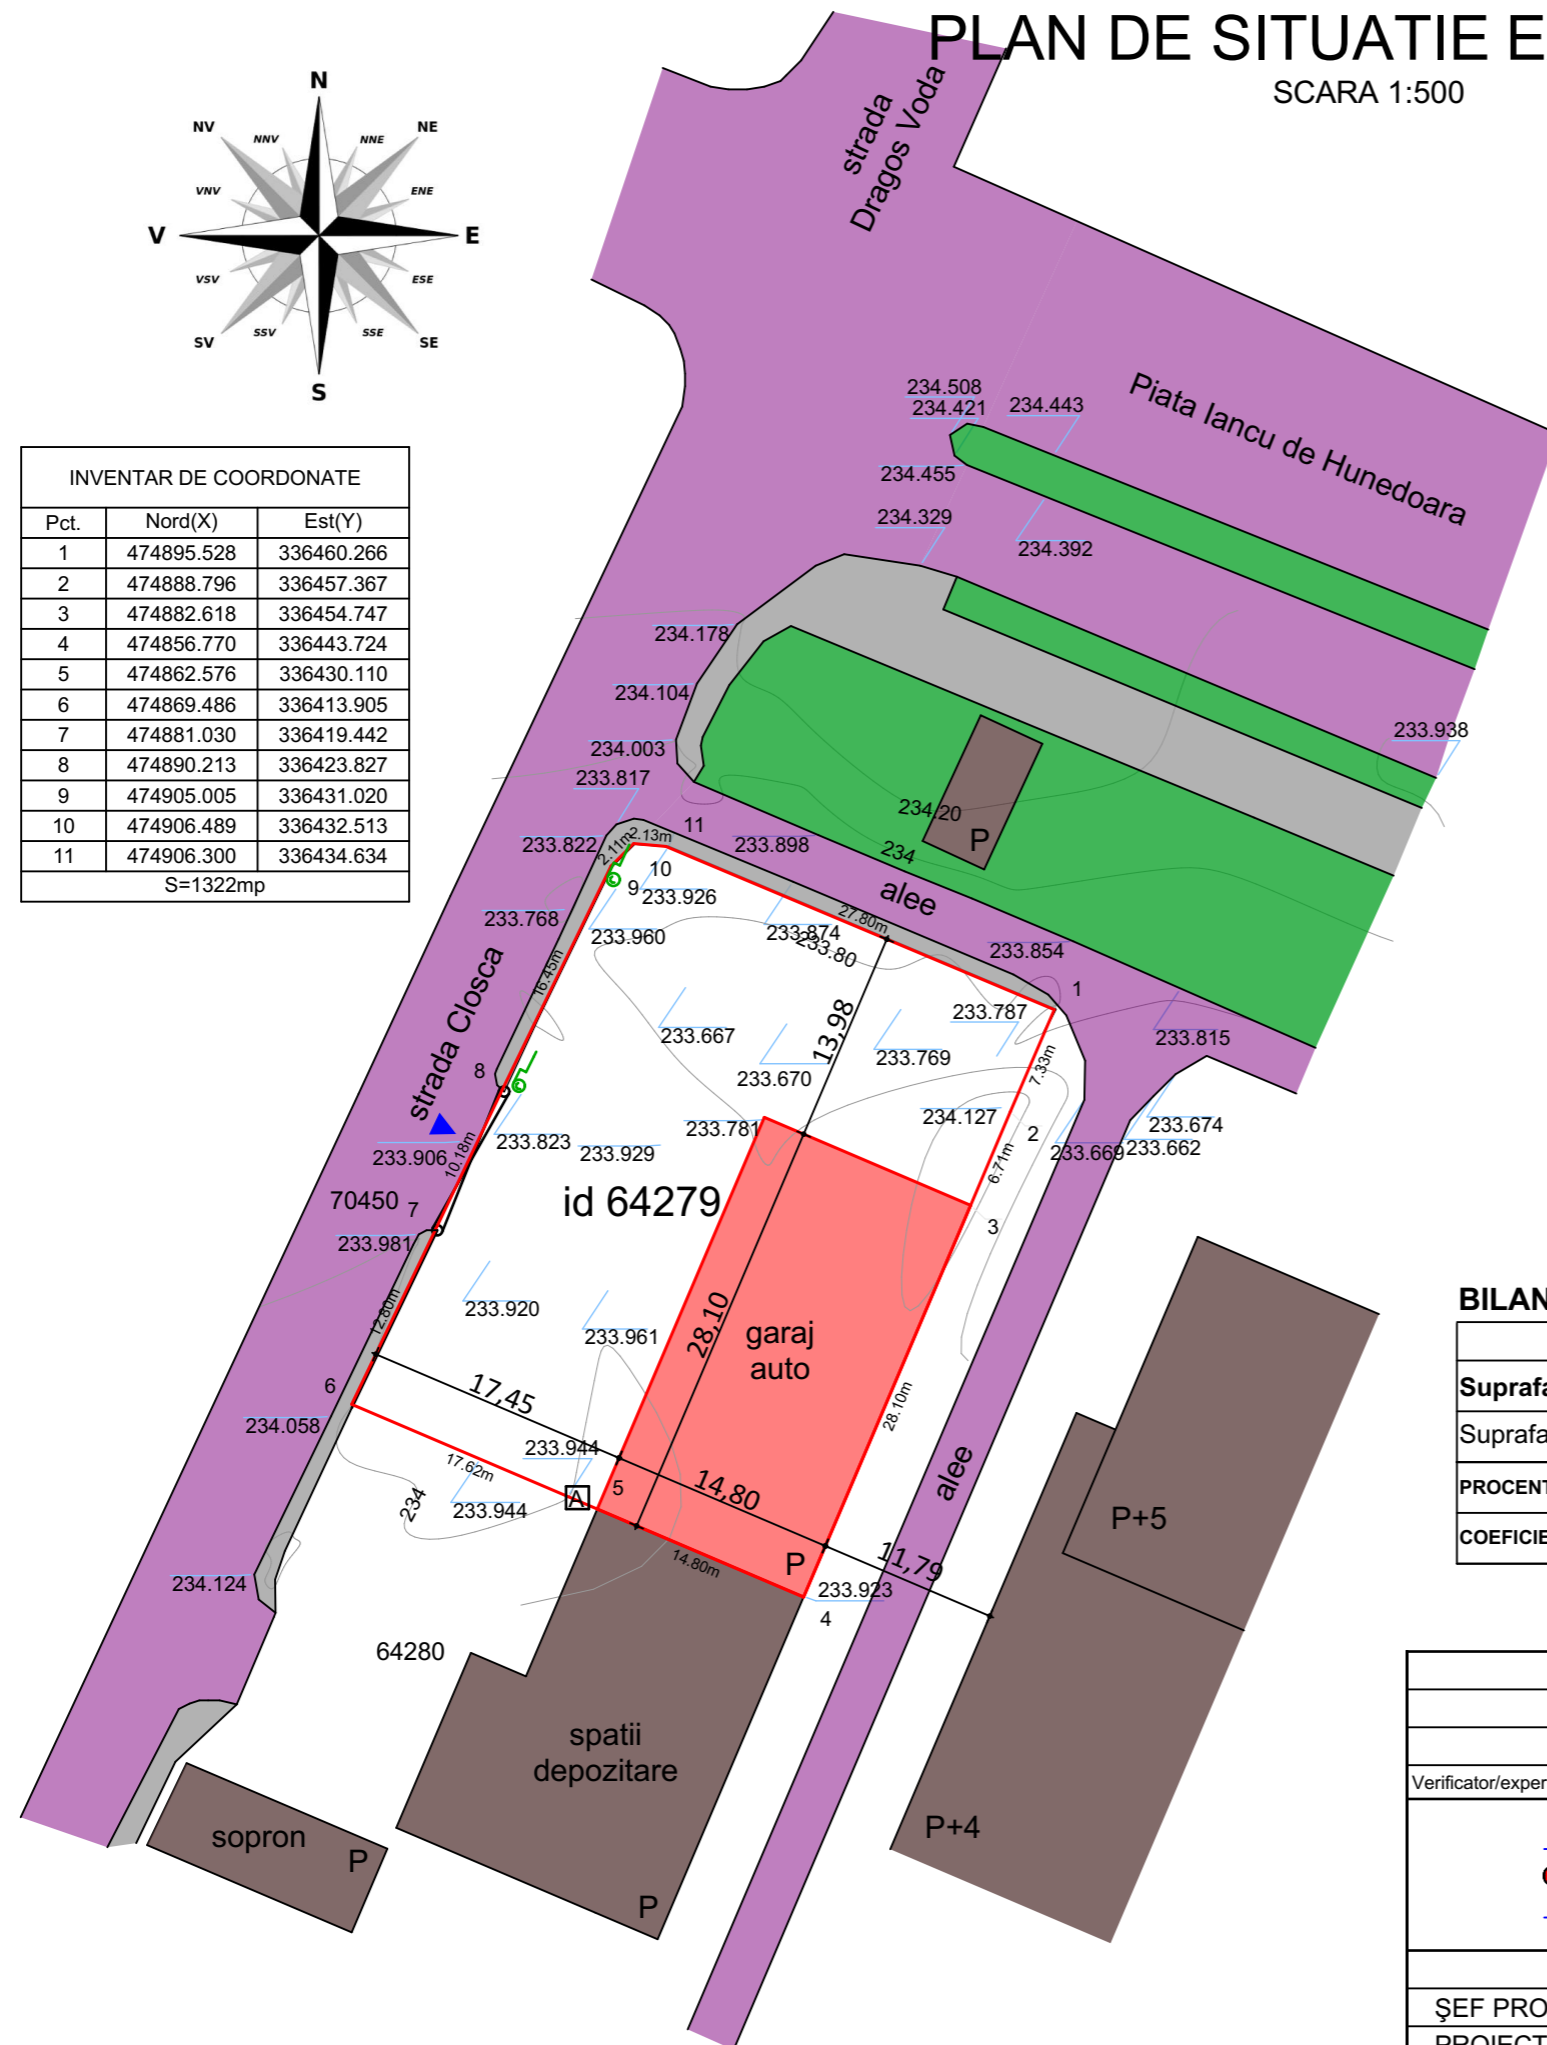 PLAN DE SITUATIE E
SCARA 1:500
N
NNV
NNE
NV
NE
VNV
ENE
V
E
VSV
ESE
SV
SE
SSV
SSE
S
strada
Dragos Voda
Piata Iancu de Hunedoara
INVENTAR DE COORDONATE
Pct. Nord(X) Est(Y)
1 474895.528 336460.266
2 474888.796 336457.367
3 474882.618 336454.747
4 474856.770 336443.724
5 474862.576 336430.110
6 474869.486 336413.905
7 474881.030 336419.442
8 474890.213 336423.827
9 474905.005 336431.020
10 474906.489 336432.513
11 474906.300 336434.634
S=1322mp
234.508
234.421
234.443
234.455
234.329
234.392
234.178
234.104
234.003
233.817
233.938
234.20
P
234
233.822
2.11m
2.13m
11
233.898
alee
10
9
233.926
27.80m
233.768
233.960
233.874
233.80
233.854
1
16.45m
strada Closca
233.667
13,98
233.787
233.769
233.670
233.815
7.33m
8
233.823
233.929
233.781
234.127
2
233.674
233.669
233.662
233.906
10.18m
6.71m
70450
7
id 64279
3
233.981
233.920
233.961
12.80m
28,10
garaj
auto
6
17,45
28.10m
234.058
233.944
17.62m
A
5
14,80
234
233.944
alee
P+5
P
11,79
14.80m
233.923
4
234.124
64280
spatii
depozitare
P
sopron
P
P+4
BILAN
Suprafa
Suprafa
PROCENT
COEFICIE
Verificator/exper
ŞEF PRO
PROIECT